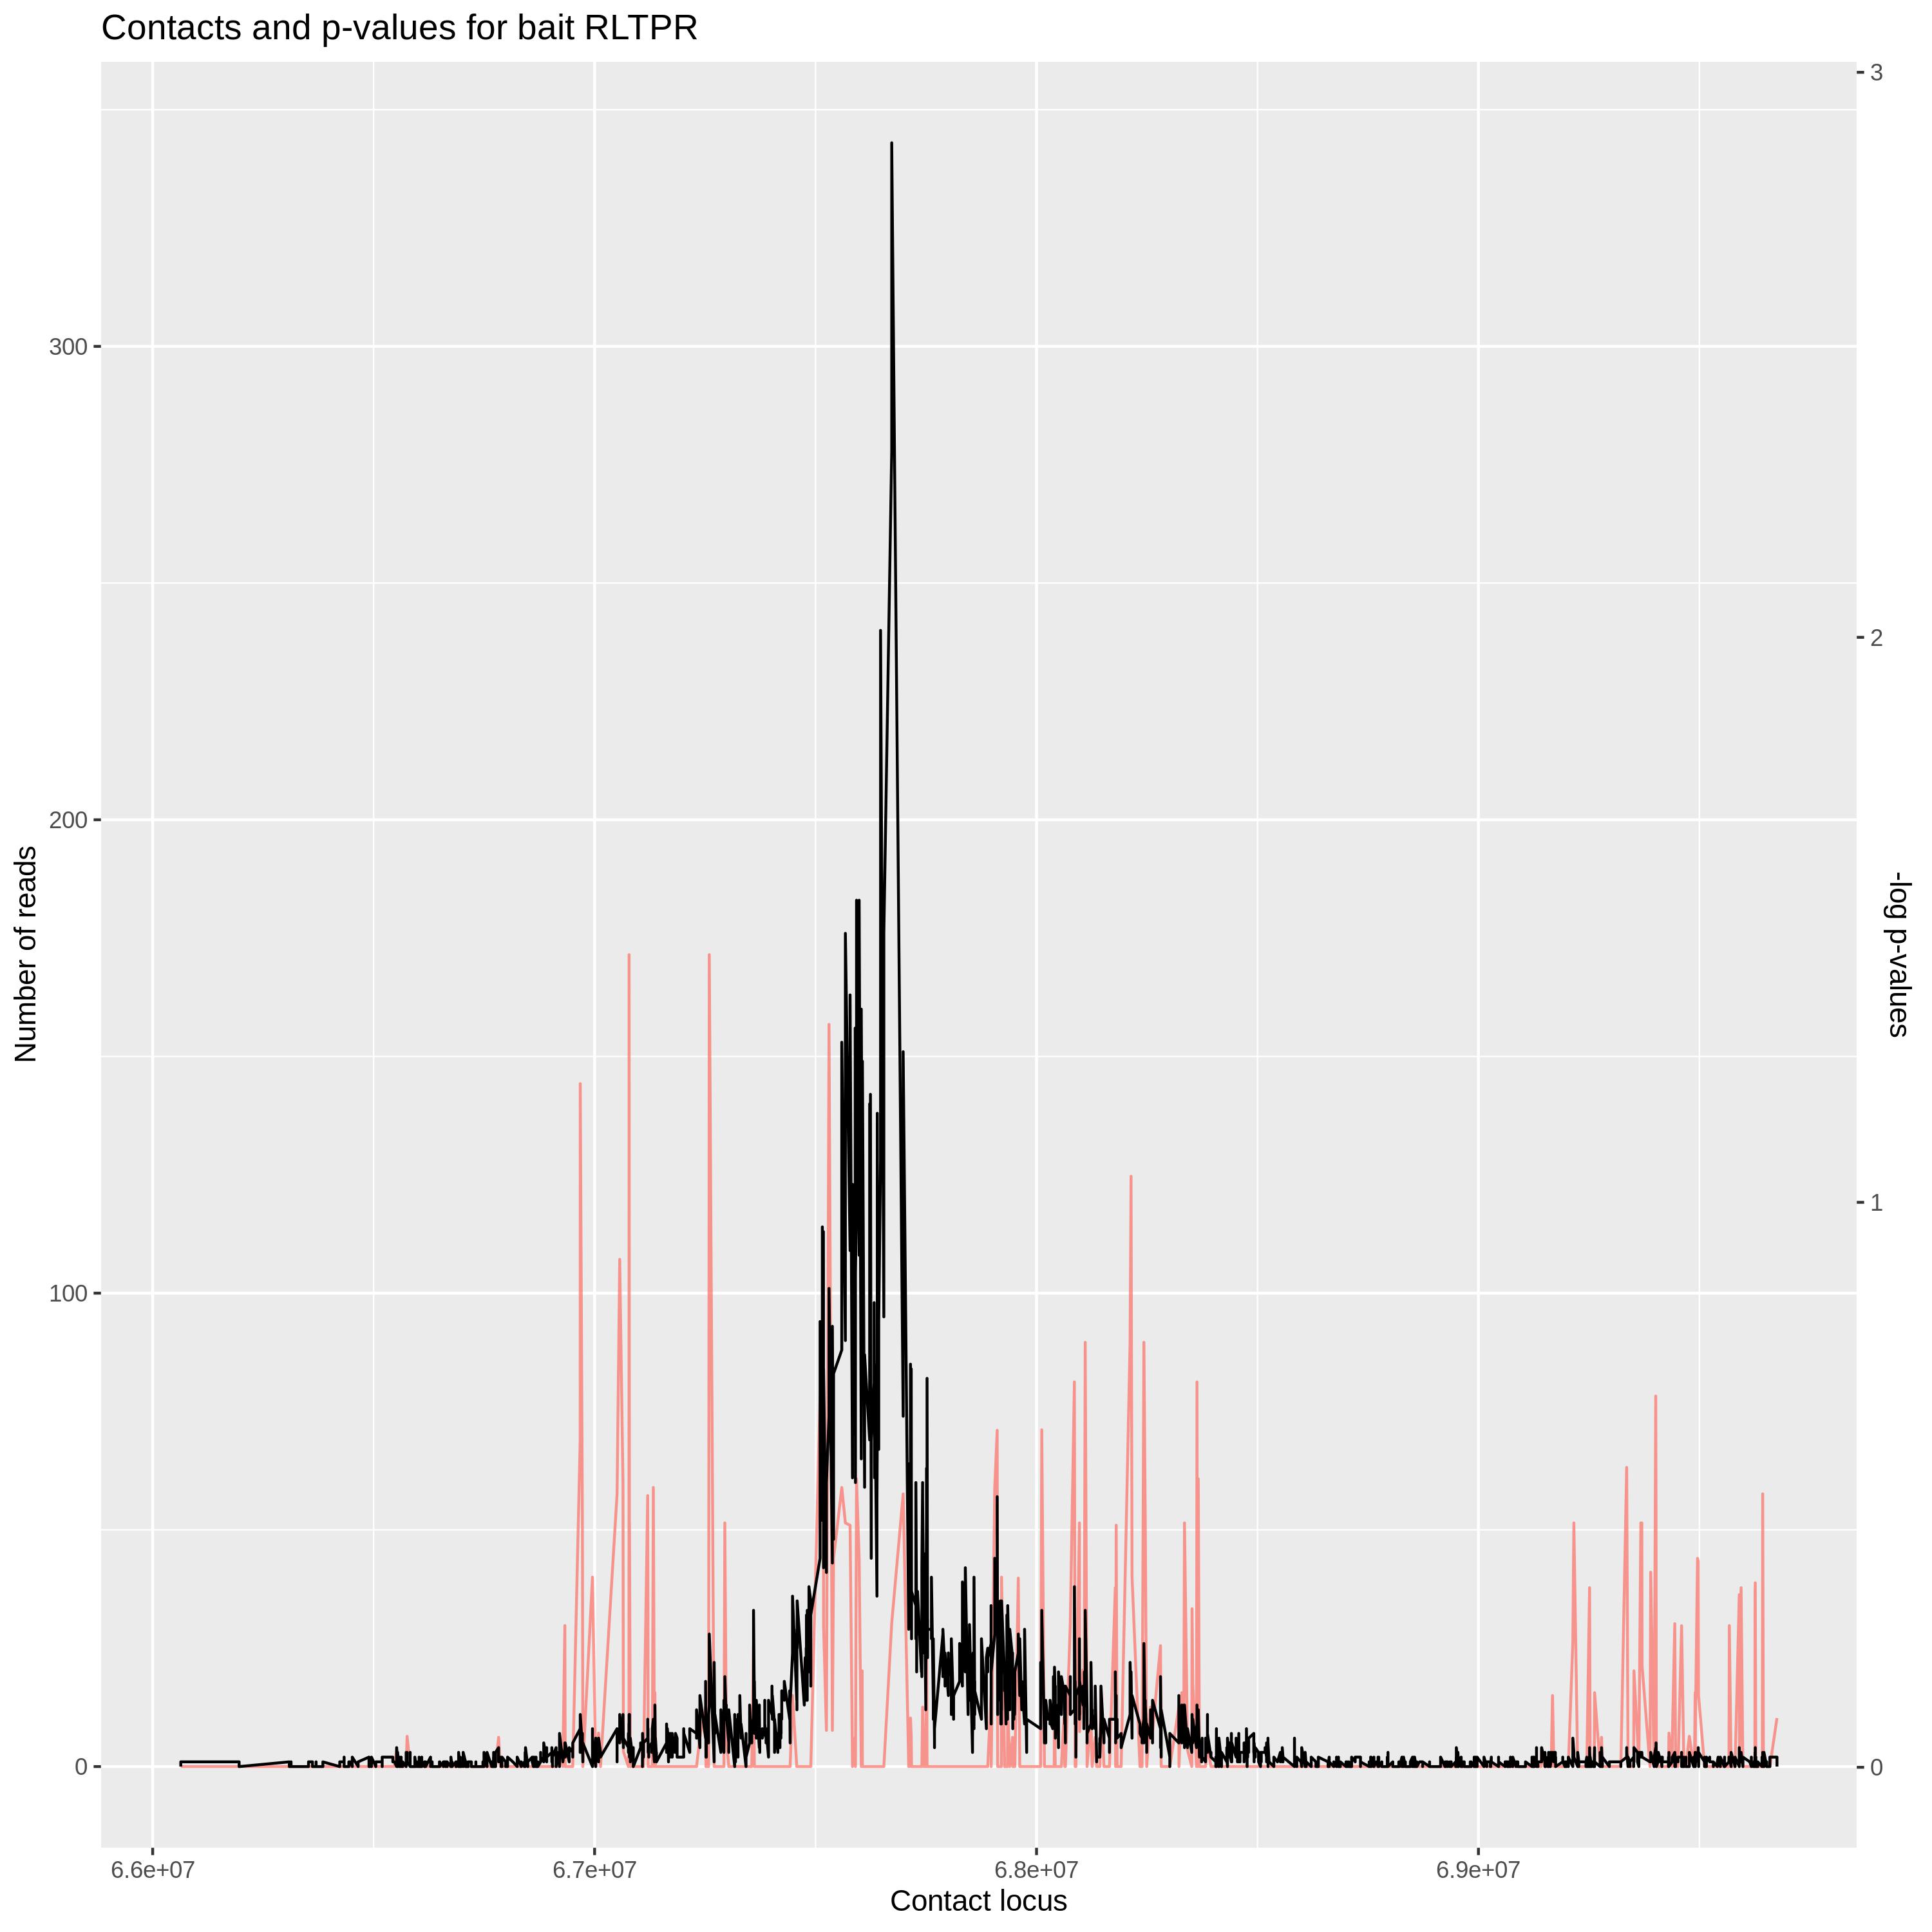 Contacts and p-values for bait RLTPR
3
300
2
200
Number of reads
-log p-values
1
100
0
0
6.6e+07
6.7e+07
6.8e+07
6.9e+07
Contact locus